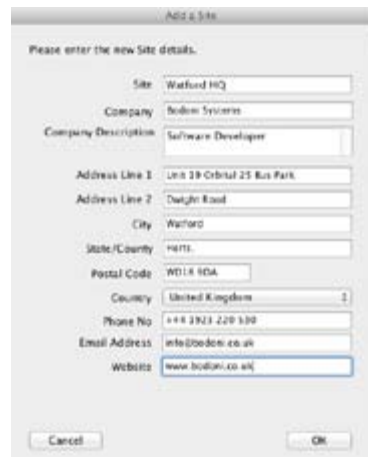 Add a Site
Please enter the new Site details.
Site Watford HQ
Company Bodoni Systems
Company Description Software Developer
Address Line 1 Unit 19 Orbital 25 Bus Park
Address Line 2 Dwight Road
City Watford
State/County Herts.
Postal Code WD18 9DA
Country United Kingdom
Phone No +44 1923 220 530
Email Address info@bodoni.co.uk
Website www.bodoni.co.uk
Cancel OK